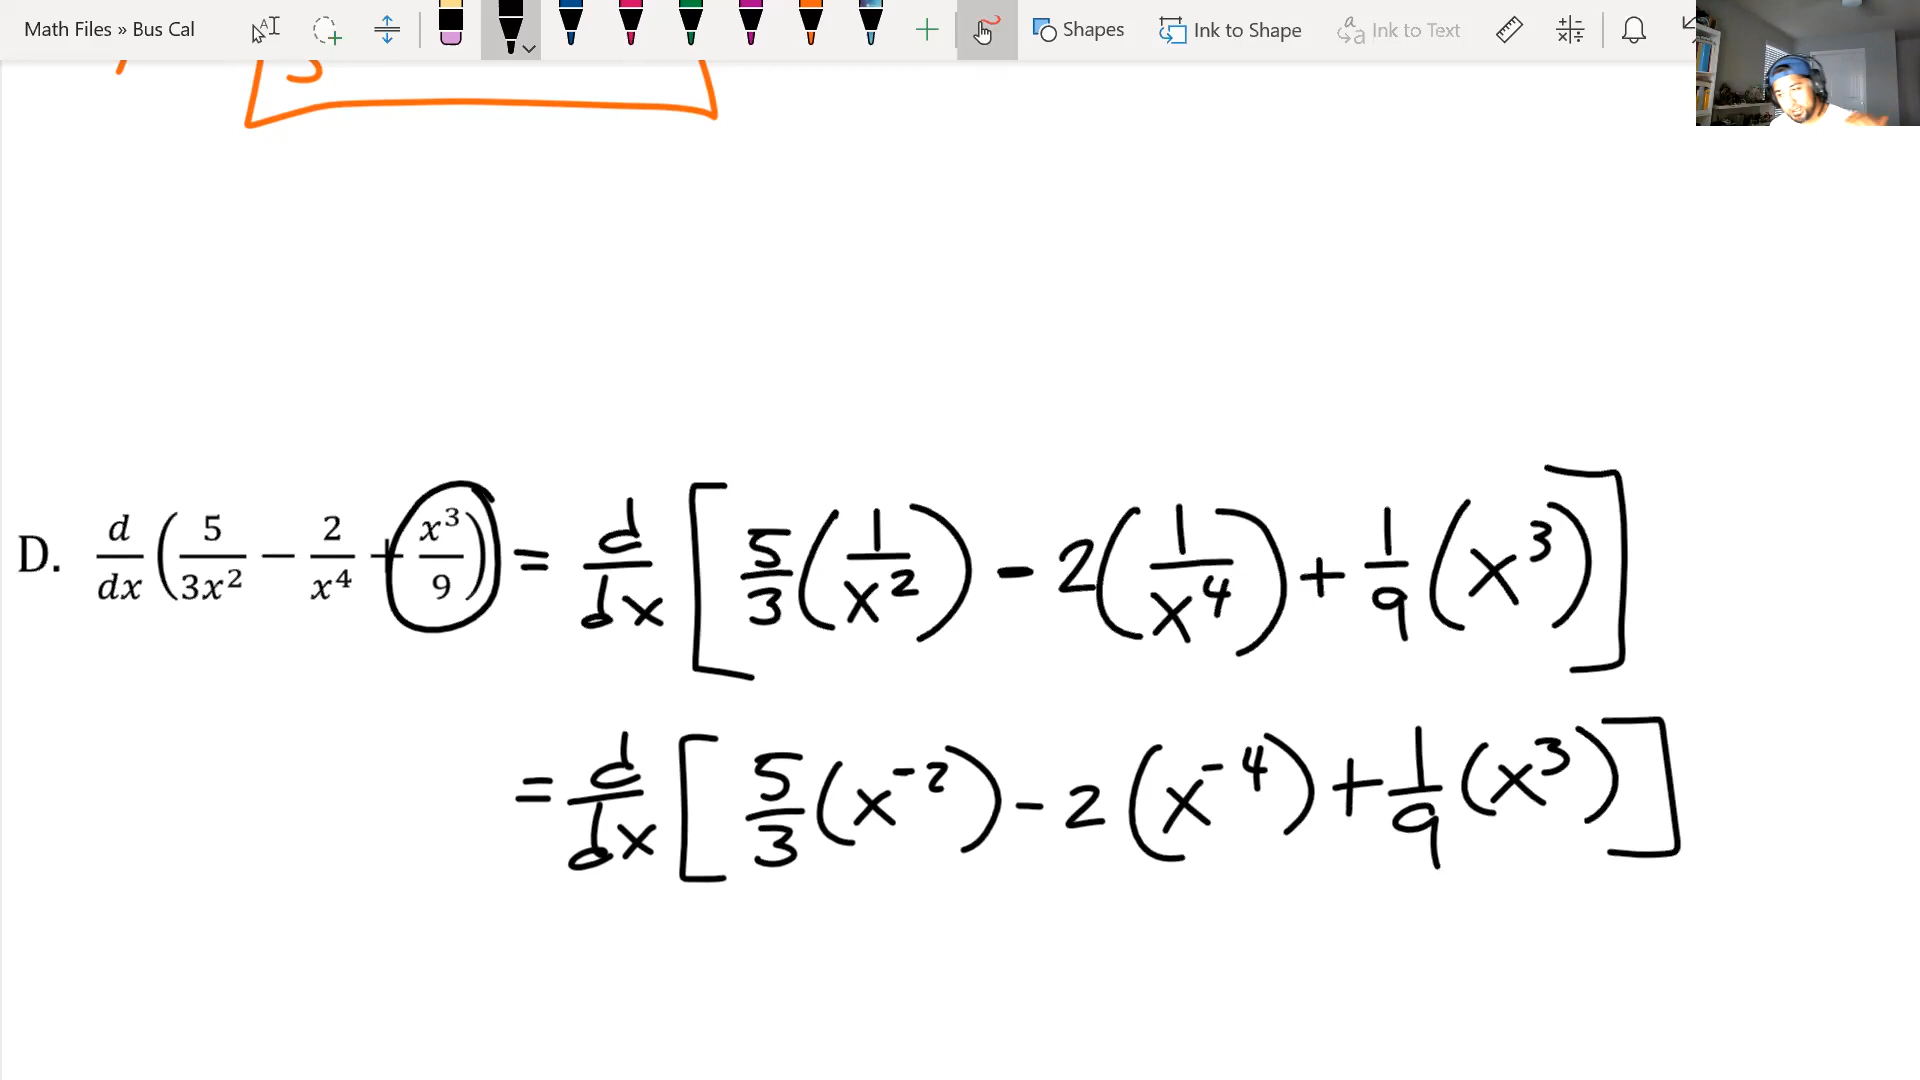 Math Files » Bus Cal Shapes Ink to Shape Ink to Text
3
D. d/dx (5/3x² − 2/x⁴ + x³/9) = d/dx [5/3(1/x²) − 2(1/x⁴) + 1/9(x³)]
= d/dx [5/3(x⁻²) − 2(x⁻⁴) + 1/9(x³)]